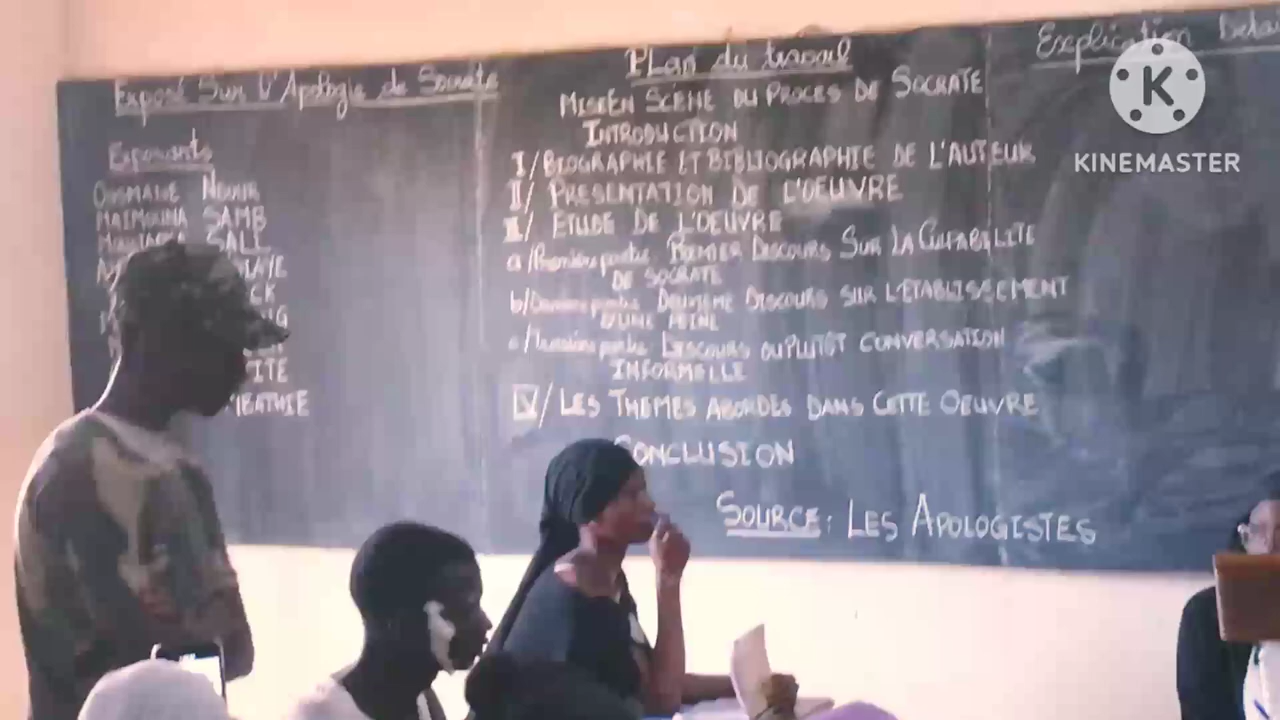 Exposé Sur l'Apologie de Socrate
Exposants
OUSMANE
MAIMOUNA SAMB
SALL
Plan du travail
MISE EN SCENE DU PROCES DE SOCRATE
INTRODUCTION
I/ BIOGRAPHIE ET BIBLIOGRAPHIE DE L'AUTEUR
II/ PRESENTATION DE L'OEUVRE
III/ ETUDE DE L'OEUVRE
a/ Première partie: PREMIER DISCOURS SUR LA CULPABILITE
DE SOCRATE
b/ Deuxième partie: DEUXIEME DISCOURS SUR L'ETABLISSEMENT
D'UNE PEINE
c/ Troisième partie: DISCOURS OU PLUTOT CONVERSATION
INFORMELLE
IV/ LES THEMES ABORDES DANS CETTE OEUVRE
CONCLUSION
SOURCE: LES APOLOGISTES
Explication
K
KINEMASTER